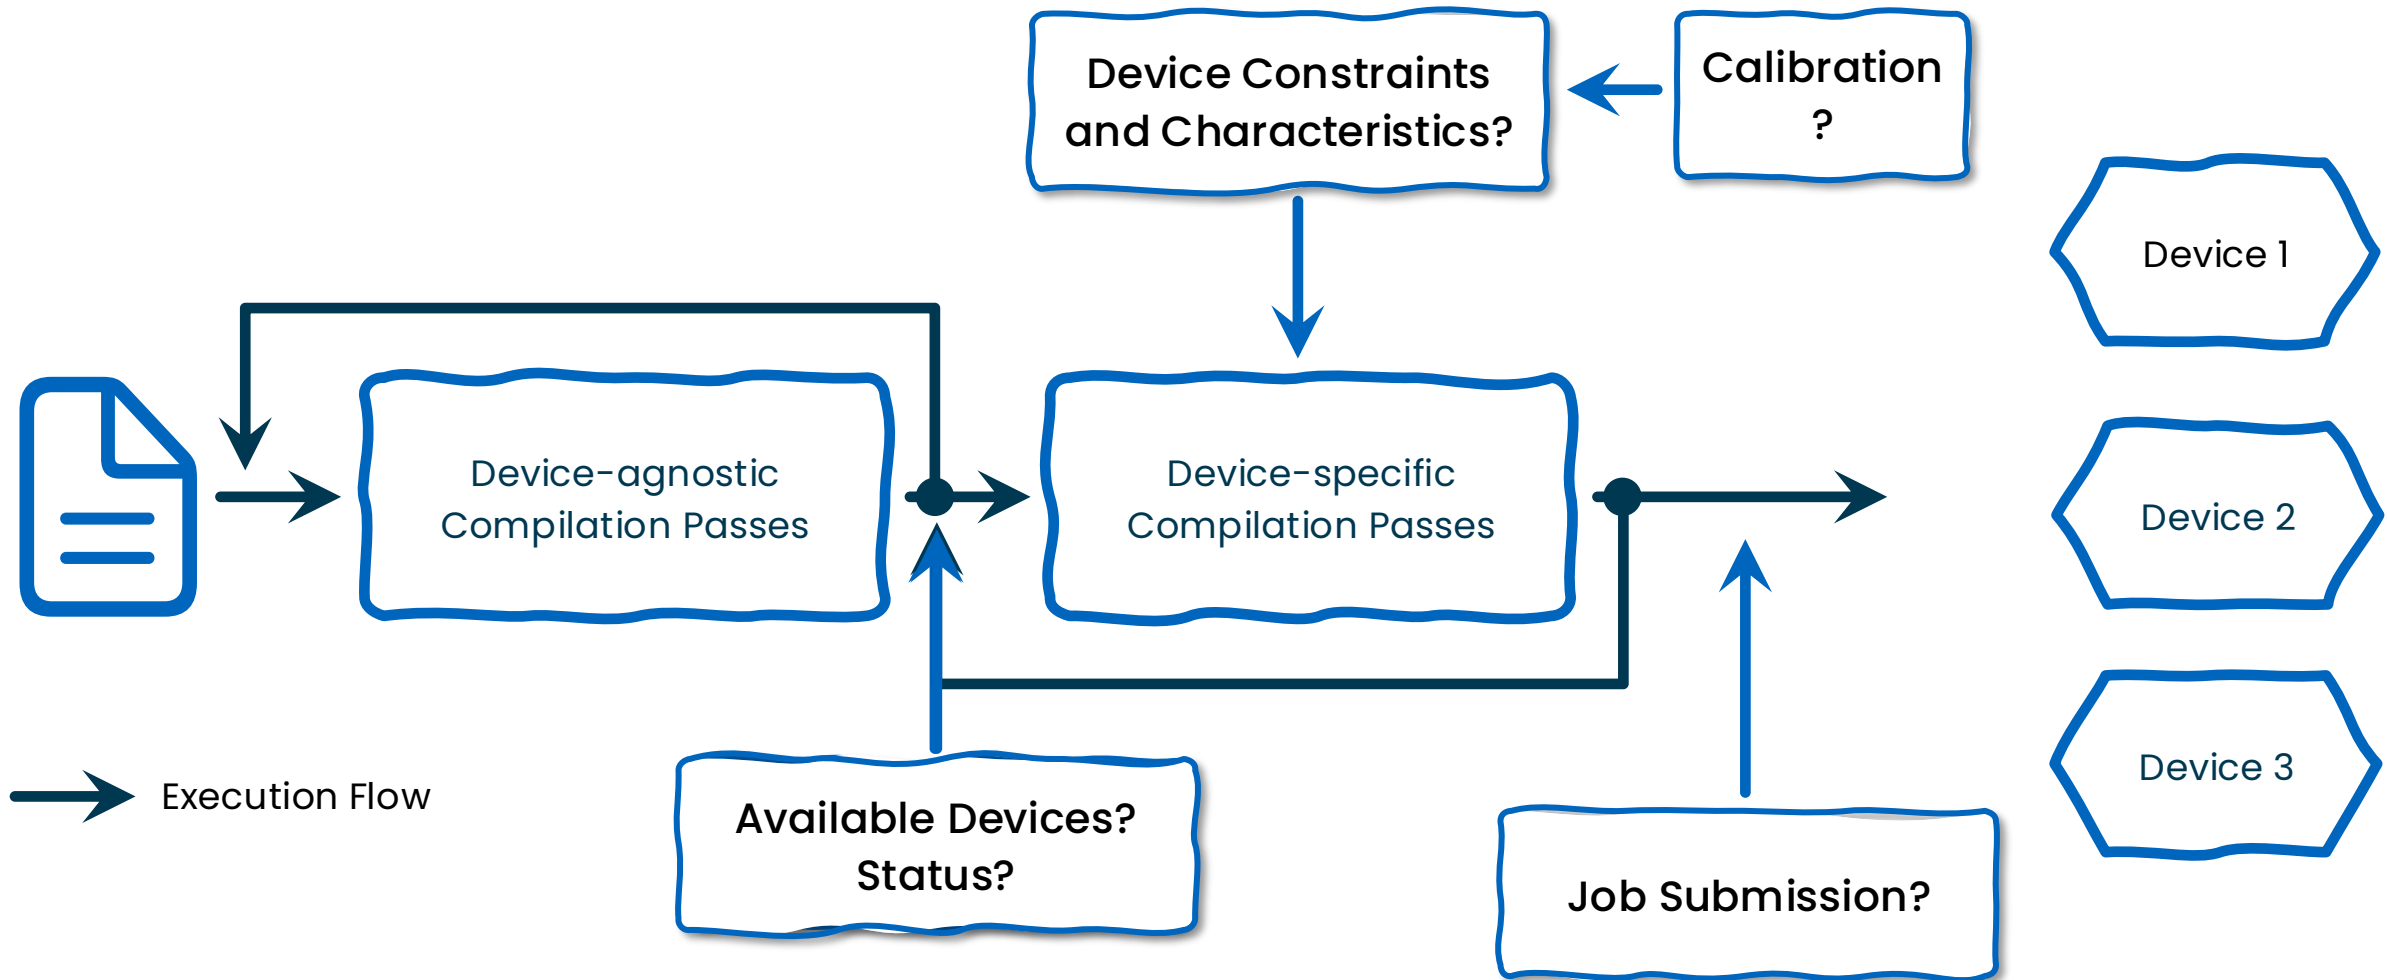 Device Constraints
and Characteristics?
Calibration
?
Device 1
Device-agnostic
Compilation Passes
Device-specific
Compilation Passes
Device 2
Device 3
Execution Flow
Available Devices?
Status?
Job Submission?